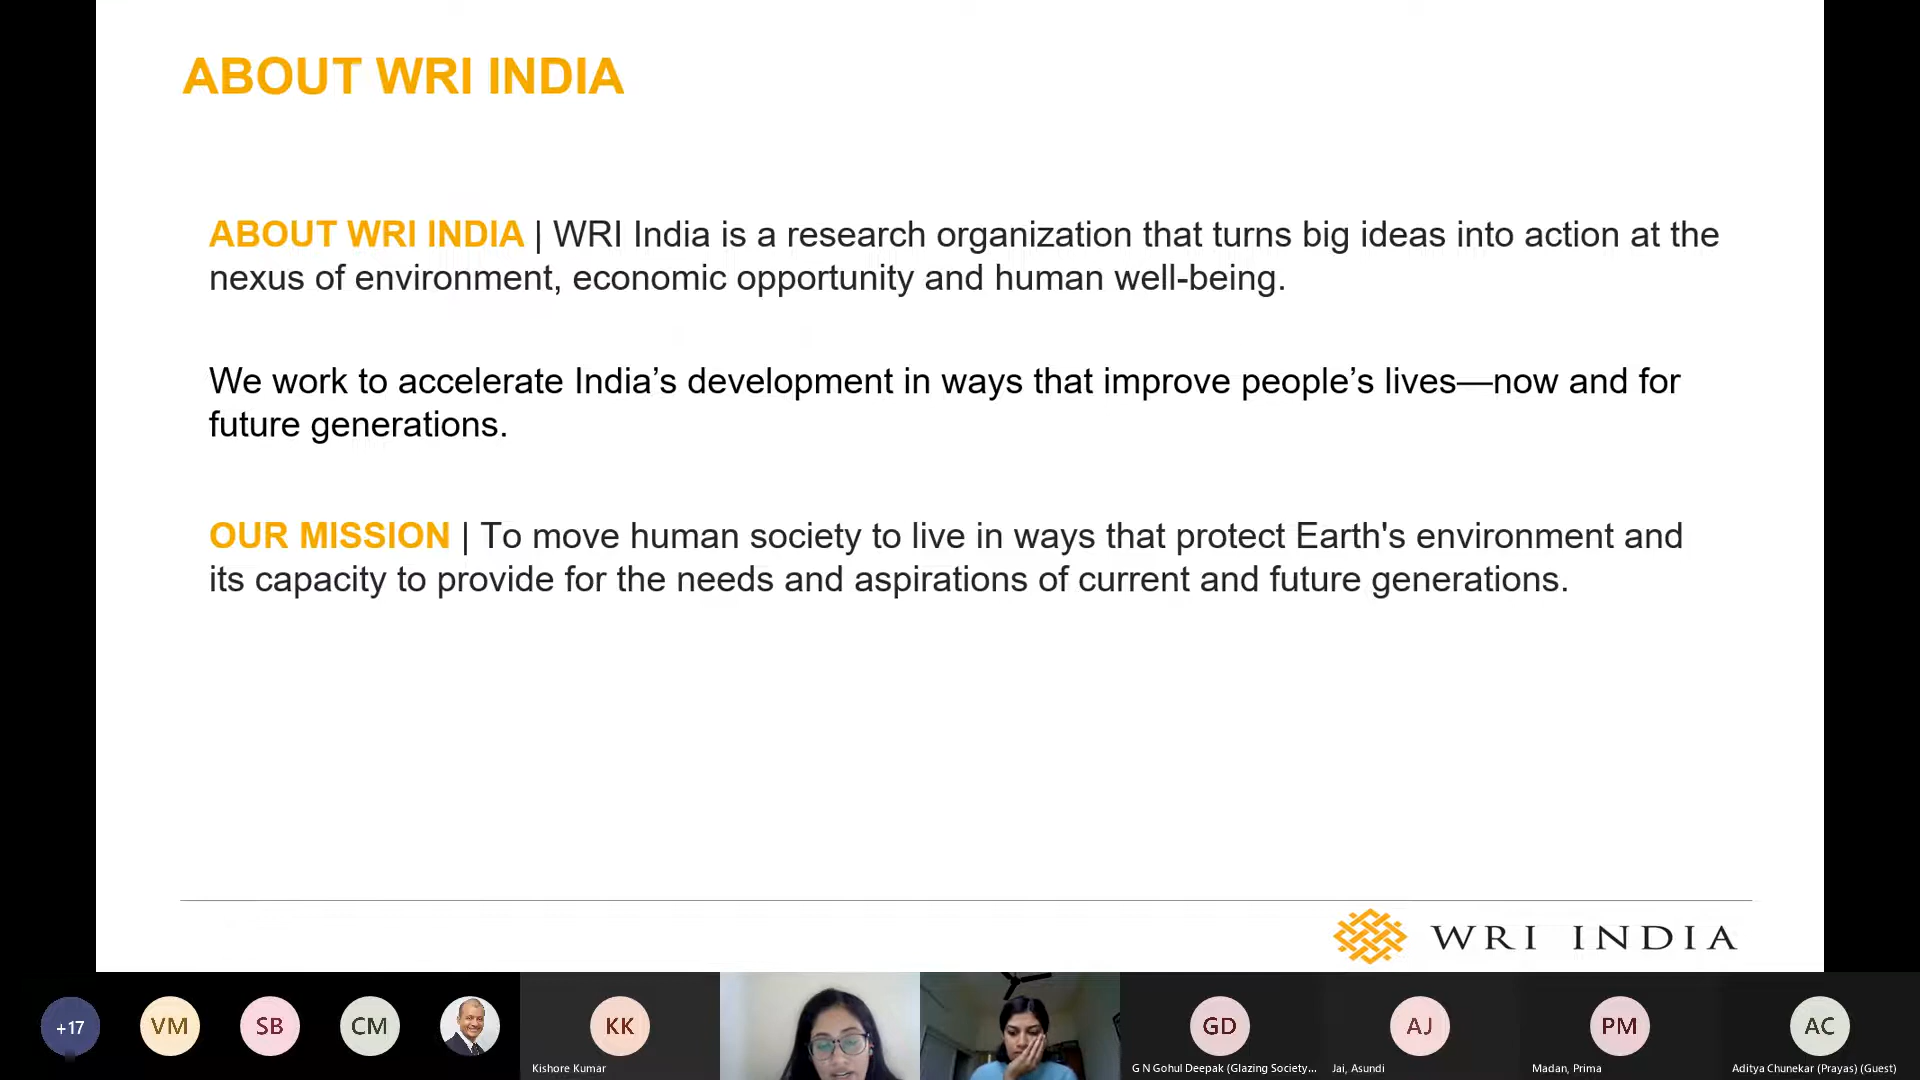 ABOUT WRI INDIA
ABOUT WRI INDIA | WRI India is a research organization that turns big ideas into action at the
nexus of environment, economic opportunity and human well-being.
We work to accelerate India’s development in ways that improve people’s lives—now and for
future generations.
OUR MISSION | To move human society to live in ways that protect Earth's environment and
its capacity to provide for the needs and aspirations of current and future generations.
WRI INDIA
+17
VM
SB
CM
KK
Kishore Kumar
GD
G N Gohul Deepak (Glazing Society...
AJ
Jai, Asundi
PM
Madan, Prima
AC
Aditya Chunekar (Prayas) (Guest)